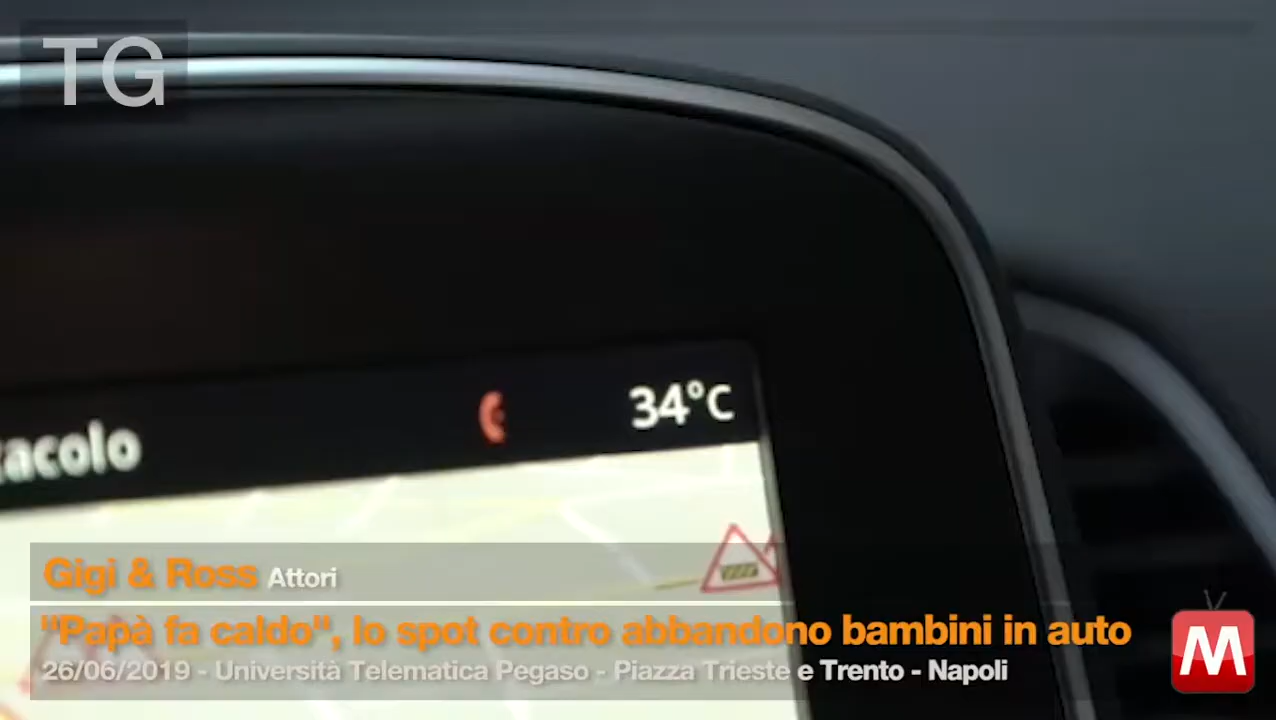 TG
34°C
tacolo
Gigi & Ross Attori
"Papà fa caldo", lo spot contro abbandono bambini in auto
26/06/2019 - Università Telematica Pegaso - Piazza Trieste e Trento - Napoli
M